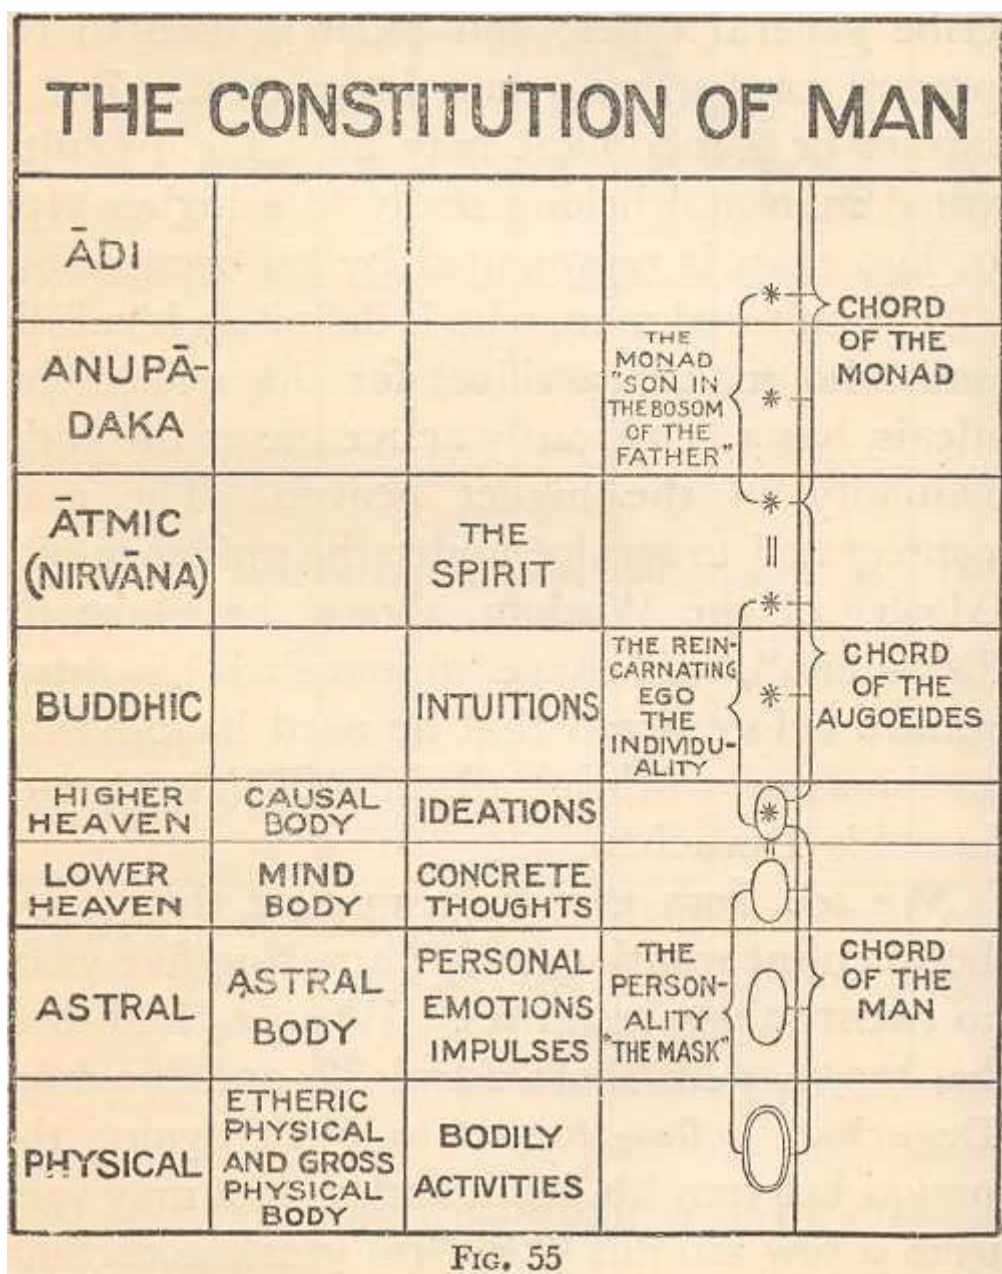 THE CONSTITUTION OF MAN
ĀDI
CHORD
OF THE
MONAD
ANUPĀ-
DAKA
THE
MONAD
"SON IN
THE BOSOM
OF THE
FATHER"
ĀTMIC
(NIRVĀNA)
THE
SPIRIT
BUDDHIC
INTUITIONS
THE REIN-
CARNATING
EGO
THE
INDIVIDU-
ALITY
CHORD
OF THE
AUGOEIDES
HIGHER
HEAVEN
CAUSAL
BODY
IDEATIONS
LOWER
HEAVEN
MIND
BODY
CONCRETE
THOUGHTS
ASTRAL
ASTRAL
BODY
PERSONAL
EMOTIONS
IMPULSES
THE
PERSON-
ALITY
"THE MASK"
CHORD
OF THE
MAN
PHYSICAL
ETHERIC
PHYSICAL
AND GROSS
PHYSICAL
BODY
BODILY
ACTIVITIES
FIG. 55